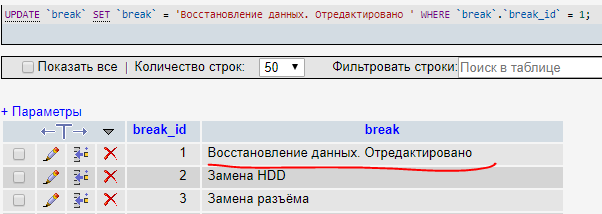 UPDATE `break` SET `break` = 'Восстановление данных. Отредактировано ' WHERE `break`.`break_id` = 1;
Показать все | Количество строк: 50 Фильтровать строки: Поиск в таблице
+ Параметры
←T→ break_id break
1 Восстановление данных. Отредактировано
2 Замена HDD
3 Замена разъёма